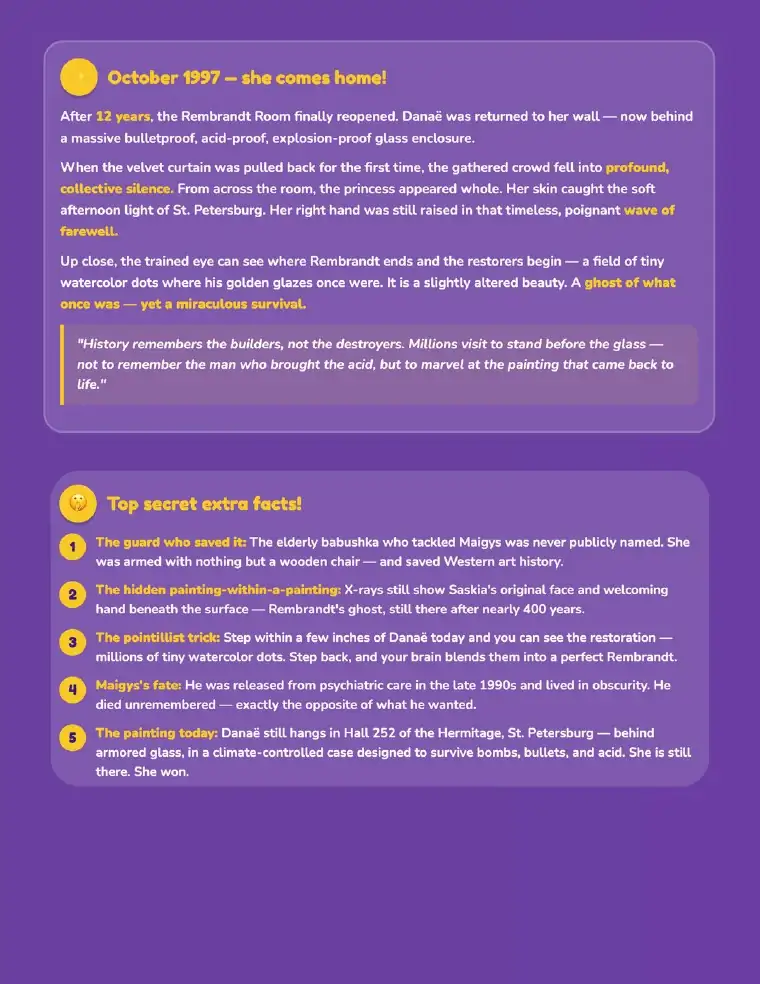 October 1997 — she comes home!
After 12 years, the Rembrandt Room finally reopened. Danaë was returned to her wall — now behind
a massive bulletproof, acid-proof, explosion-proof glass enclosure.
When the velvet curtain was pulled back for the first time, the gathered crowd fell into profound,
collective silence. From across the room, the princess appeared whole. Her skin caught the soft
afternoon light of St. Petersburg. Her right hand was still raised in that timeless, poignant wave of
farewell.
Up close, the trained eye can see where Rembrandt ends and the restorers begin — a field of tiny
watercolor dots where his golden glazes once were. It is a slightly altered beauty. A ghost of what
once was — yet a miraculous survival.
"History remembers the builders, not the destroyers. Millions visit to stand before the glass —
not to remember the man who brought the acid, but to marvel at the painting that came back to
life."
Top secret extra facts!
1 The guard who saved it: The elderly babushka who tackled Maigys was never publicly named. She
was armed with nothing but a wooden chair — and saved Western art history.
2 The hidden painting-within-a-painting: X-rays still show Saskia's original face and welcoming
hand beneath the surface — Rembrandt's ghost, still there after nearly 400 years.
3 The pointillist trick: Step within a few inches of Danaë today and you can see the restoration —
millions of tiny watercolor dots. Step back, and your brain blends them into a perfect Rembrandt.
4 Maigys's fate: He was released from psychiatric care in the late 1990s and lived in obscurity. He
died unremembered — exactly the opposite of what he wanted.
5 The painting today: Danaë still hangs in Hall 252 of the Hermitage, St. Petersburg — behind
armored glass, in a climate-controlled case designed to survive bombs, bullets, and acid. She is still
there. She won.